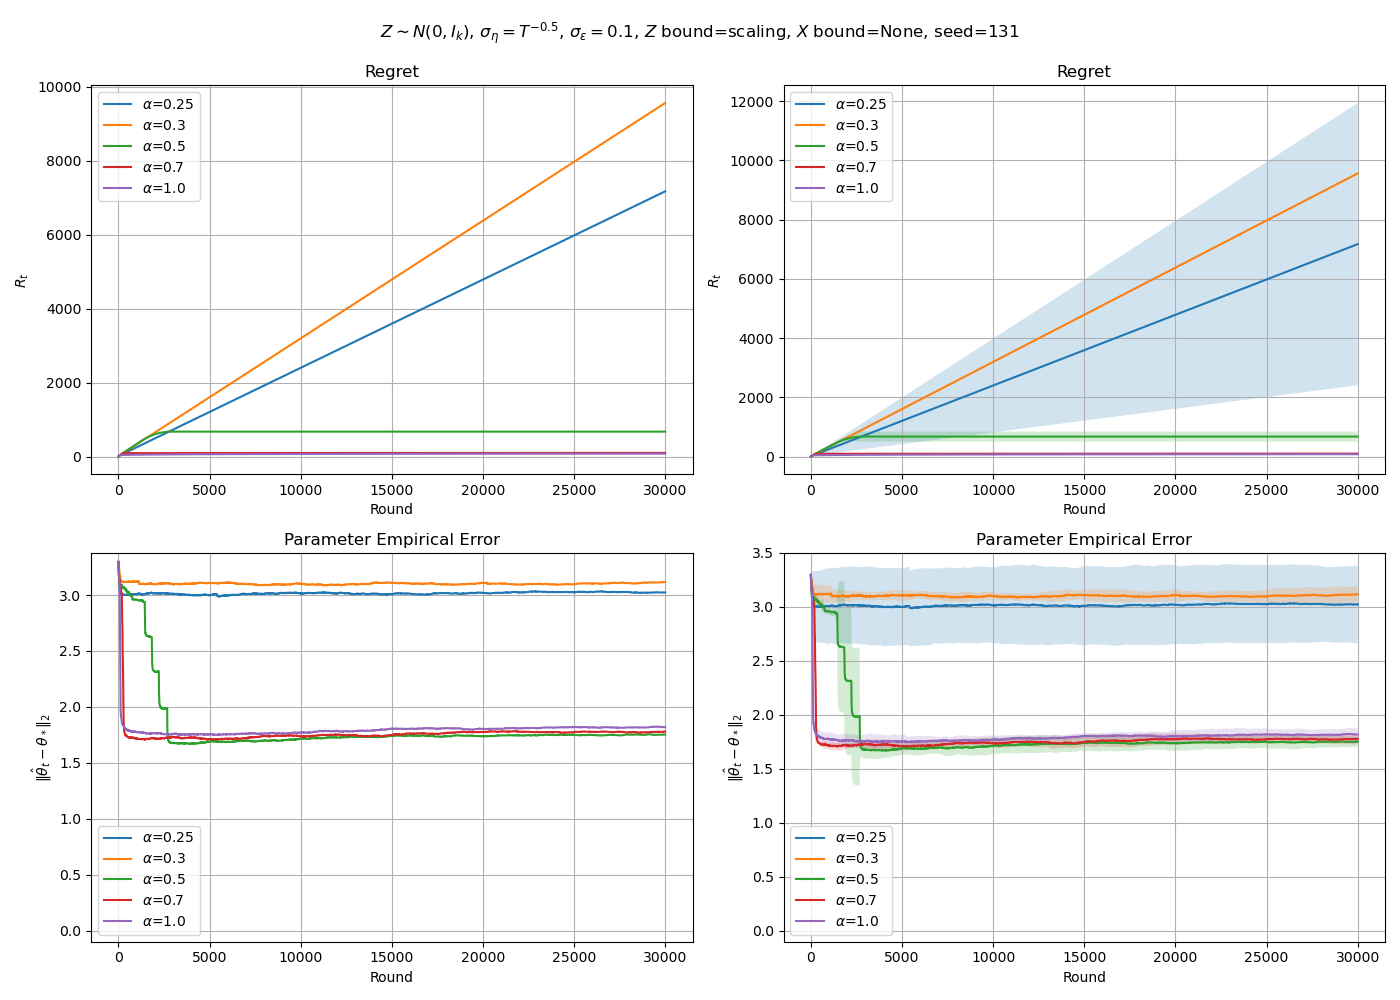 Z ∼ N(0, I_k), σ_η = T^{−0.5}, σ_ε = 0.1, Z bound=scaling, X bound=None, seed=131
Regret
10000
8000
6000
4000
2000
0
R_t
α=0.25
α=0.3
α=0.5
α=0.7
α=1.0
0 5000 10000 15000 20000 25000 30000
Round
Regret
12000
10000
8000
6000
4000
2000
0
R_t
α=0.25
α=0.3
α=0.5
α=0.7
α=1.0
0 5000 10000 15000 20000 25000 30000
Round
Parameter Empirical Error
3.0
2.5
2.0
1.5
1.0
0.5
0.0
‖θ̂_t − θ_*‖_2
α=0.25
α=0.3
α=0.5
α=0.7
α=1.0
0 5000 10000 15000 20000 25000 30000
Round
Parameter Empirical Error
3.5
3.0
2.5
2.0
1.5
1.0
0.5
0.0
‖θ̂_t − θ_*‖_2
α=0.25
α=0.3
α=0.5
α=0.7
α=1.0
0 5000 10000 15000 20000 25000 30000
Round